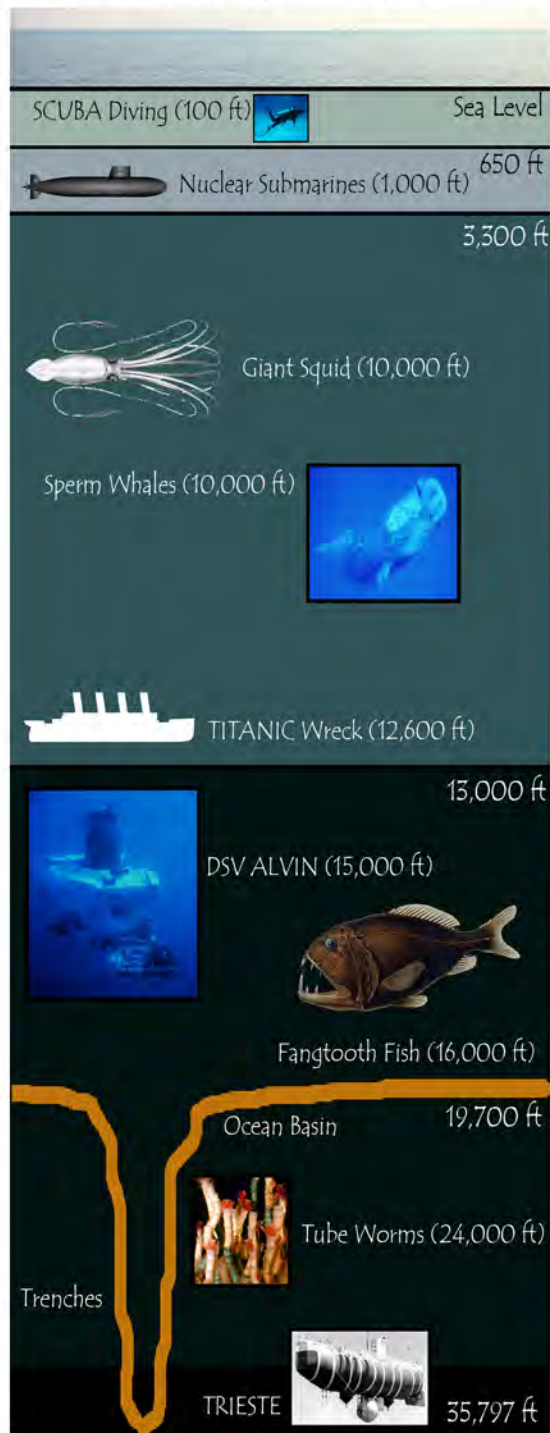 SCUBA Diving (100 ft)
Sea Level
650 ft
Nuclear Submarines (1,000 ft)
3,300 ft
Giant Squid (10,000 ft)
Sperm Whales (10,000 ft)
TITANIC Wreck (12,600 ft)
13,000 ft
DSV ALVIN (15,000 ft)
Fangtooth Fish (16,000 ft)
19,700 ft
Ocean Basin
Tube Worms (24,000 ft)
Trenches
TRIESTE
35,797 ft